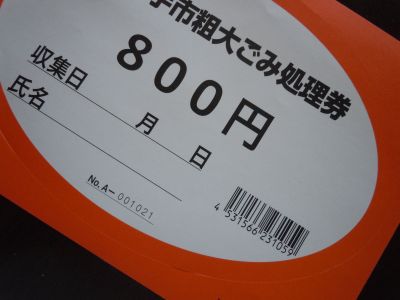 市粗大ごみ処理券
800円
収集日 月 日
氏名
No.A－001021
4 531566 231059